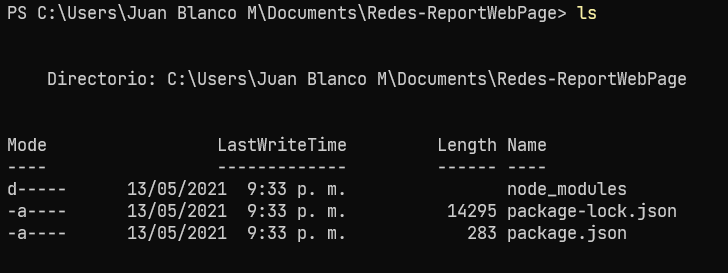 PS C:\Users\Juan Blanco M\Documents\Redes-ReportWebPage> ls
Directorio: C:\Users\Juan Blanco M\Documents\Redes-ReportWebPage
Mode LastWriteTime Length Name
---- ------------- ------ ----
d----- 13/05/2021 9:33 p. m. node_modules
-a---- 13/05/2021 9:33 p. m. 14295 package-lock.json
-a---- 13/05/2021 9:33 p. m. 283 package.json